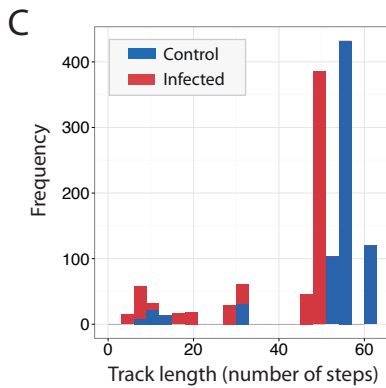 C
Control
Infected
400
300
200
100
0
Frequency
0 20 40 60
Track length (number of steps)